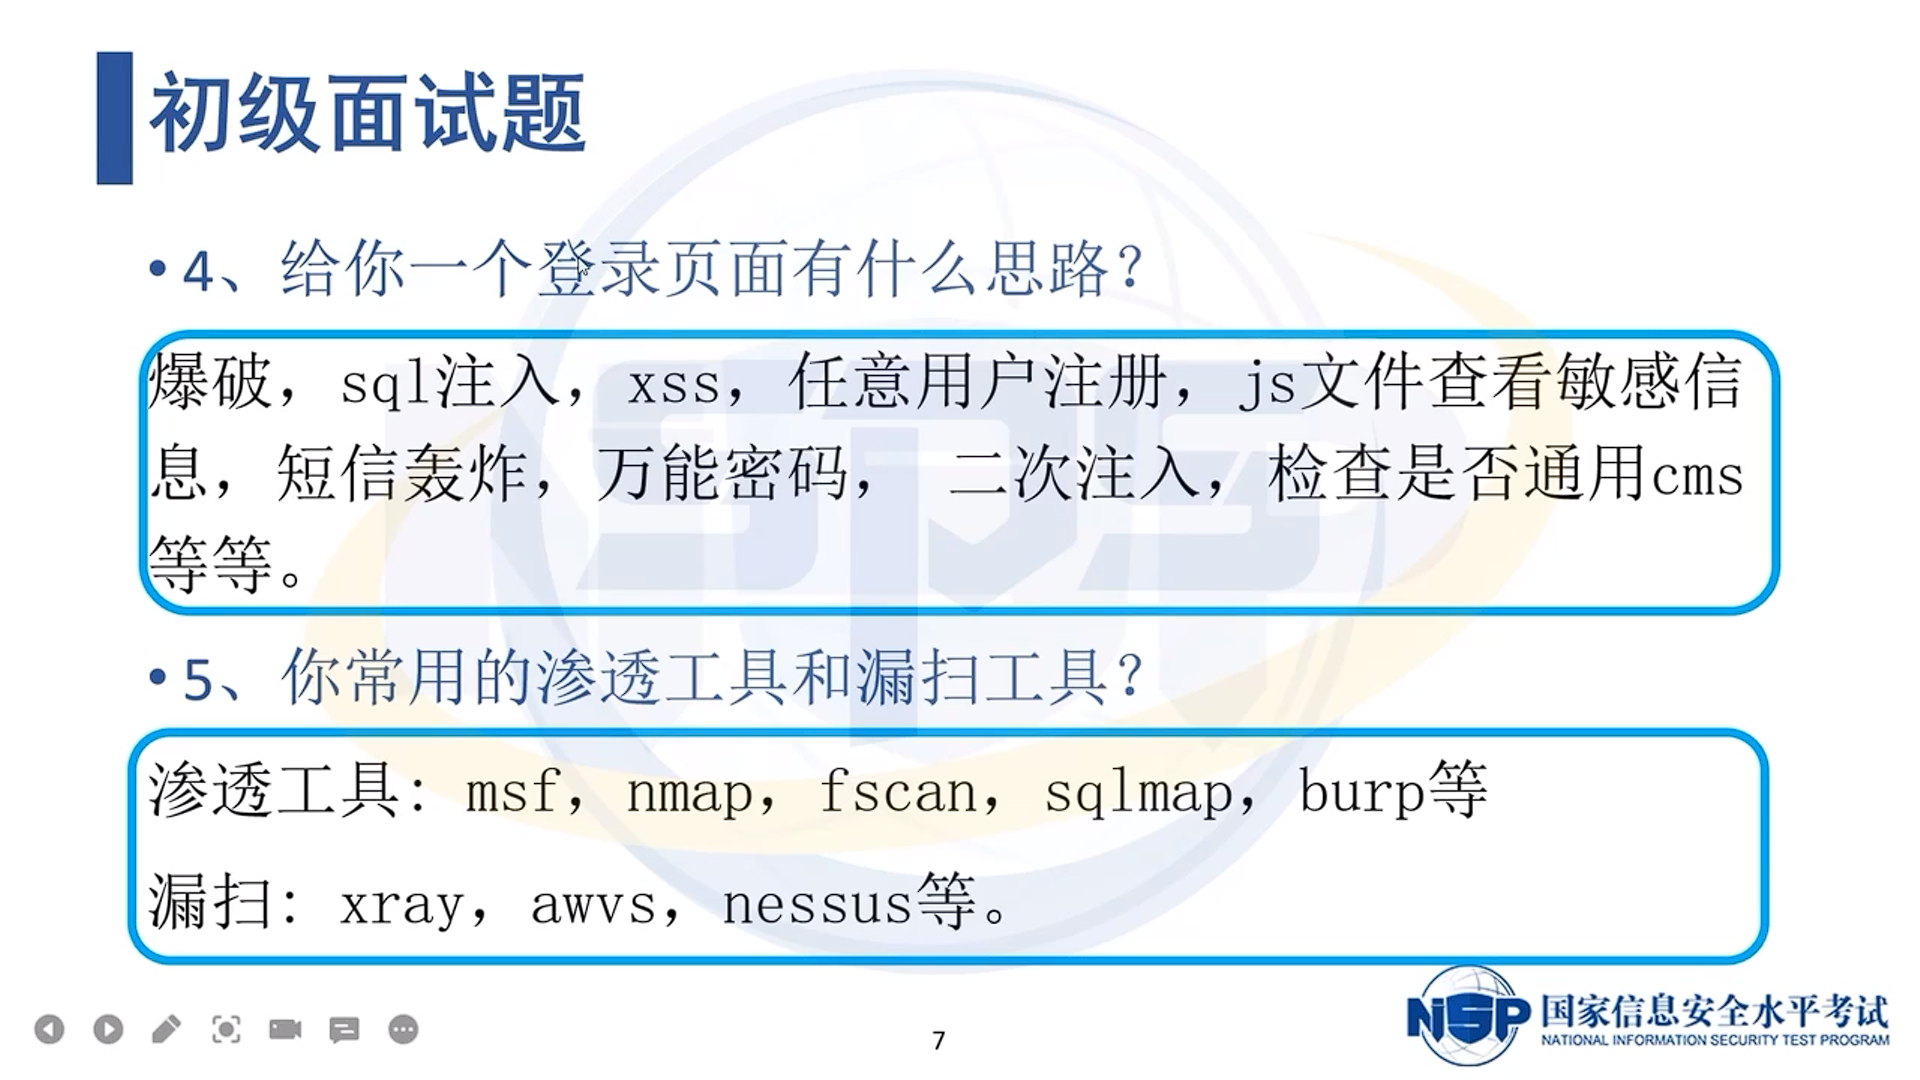 初级面试题
• 4、给你一个登录页面有什么思路？
爆破，sql注入，xss，任意用户注册，js文件查看敏感信
息，短信轰炸，万能密码， 二次注入，检查是否通用cms
等等。
• 5、你常用的渗透工具和漏扫工具？
渗透工具：msf，nmap，fscan，sqlmap，burp等
漏扫：xray，awvs，nessus等。
7
NISP 国家信息安全水平考试
NATIONAL INFORMATION SECURITY TEST PROGRAM